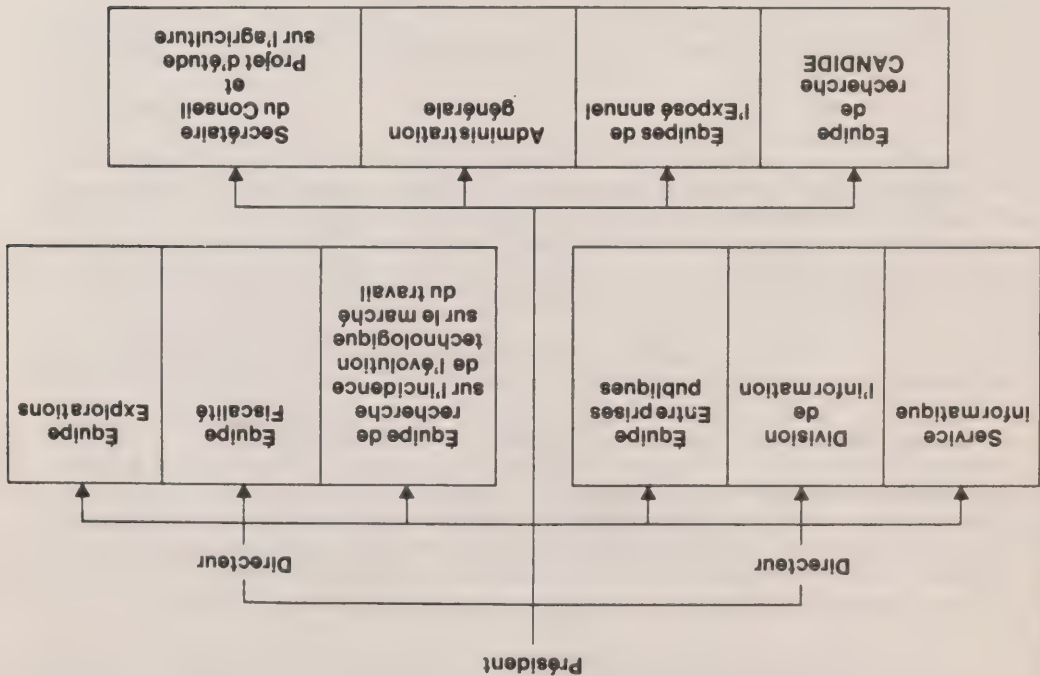 Président
Directeur
Directeur
Service
informatique
Division
de
l'information
Équipe
Entreprises
publiques
Équipe de
recherche
sur l'incidence
de l'évolution
technologique
sur le marché
du travail
Équipe
Fiscalité
Équipe
Explorations
Équipe
de
recherche
CANDIDE
Équipes de
l'Exposé annuel
Administration
générale
Secrétaire
du Conseil
et
Projet d'étude
sur l'agriculture